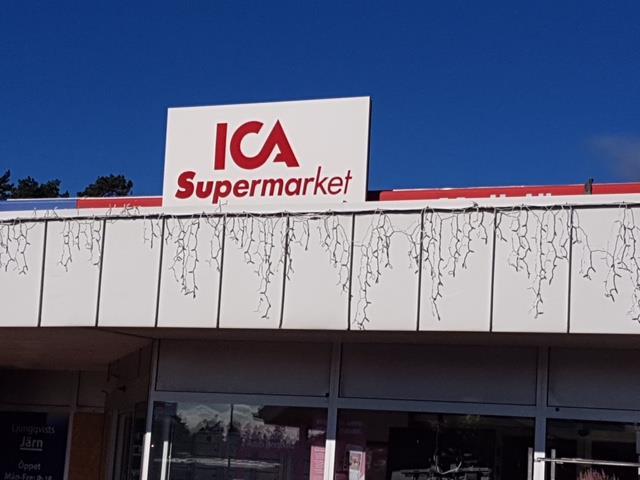 ICA
Supermarket
Ljungqvists
Järn
Öppet